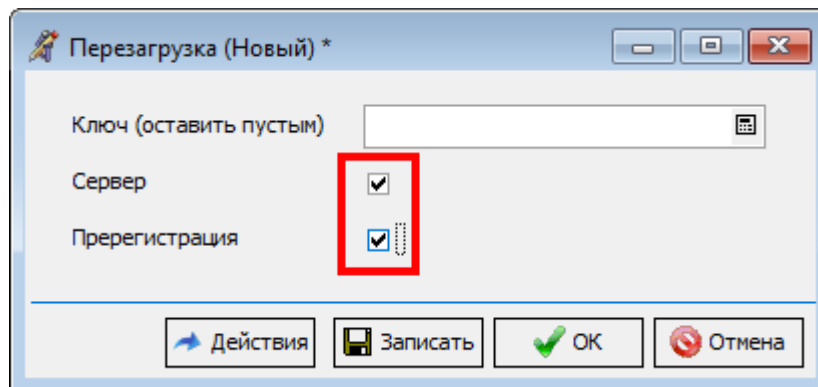 Перезагрузка (Новый) *
Ключ (оставить пустым)
Сервер
Пререгистрация
Действия Записать ОК Отмена